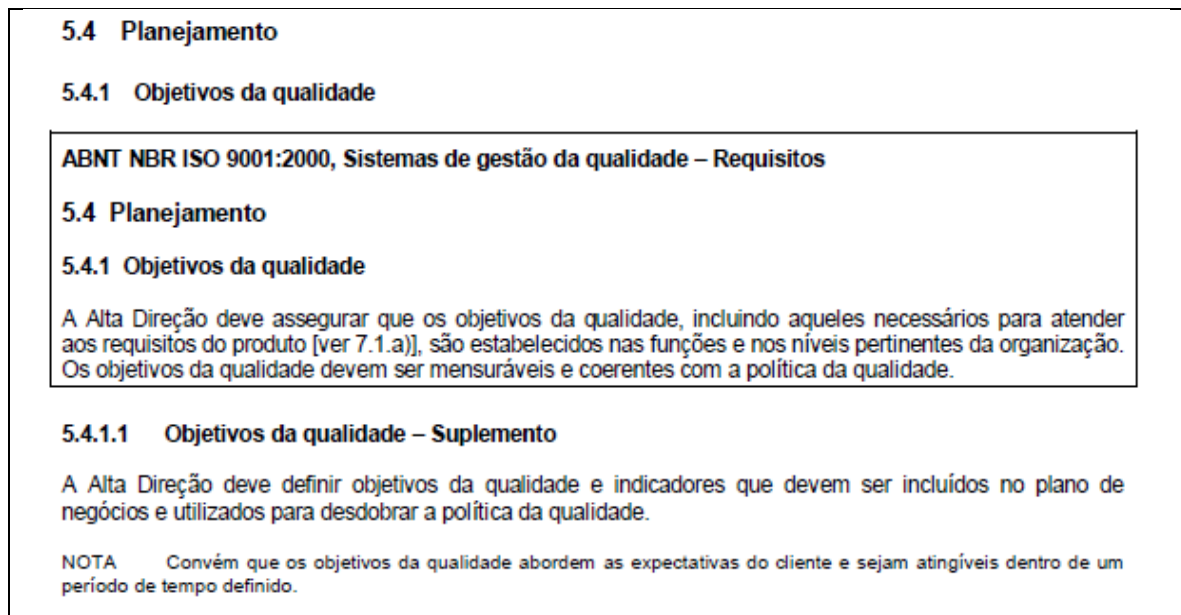 5.4 Planejamento
5.4.1 Objetivos da qualidade
ABNT NBR ISO 9001:2000, Sistemas de gestão da qualidade – Requisitos
5.4 Planejamento
5.4.1 Objetivos da qualidade
A Alta Direção deve assegurar que os objetivos da qualidade, incluindo aqueles necessários para atender
aos requisitos do produto [ver 7.1.a)], são estabelecidos nas funções e nos níveis pertinentes da organização.
Os objetivos da qualidade devem ser mensuráveis e coerentes com a política da qualidade.
5.4.1.1 Objetivos da qualidade – Suplemento
A Alta Direção deve definir objetivos da qualidade e indicadores que devem ser incluídos no plano de
negócios e utilizados para desdobrar a política da qualidade.
NOTA Convém que os objetivos da qualidade abordem as expectativas do cliente e sejam atingíveis dentro de um
período de tempo definido.